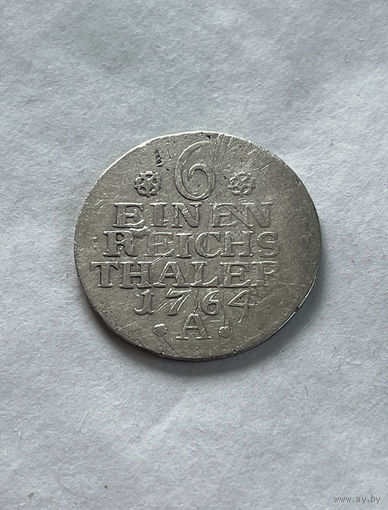 6
EINEN
REICHS
THALER
1764
A
www.ay.by